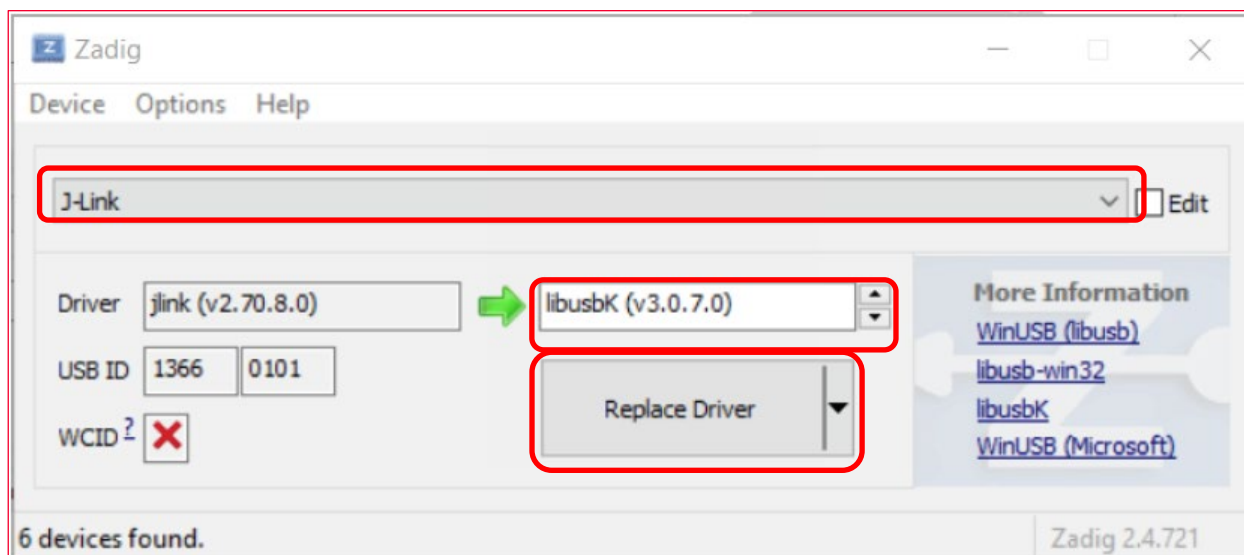 Zadig
Device Options Help
J-Link
Edit
Driver jlink (v2.70.8.0) libusbK (v3.0.7.0)
More Information
WinUSB (libusb)
USB ID 1366 0101
libusb-win32
Replace Driver
libusbK
WCID ?
WinUSB (Microsoft)
6 devices found.
Zadig 2.4.721